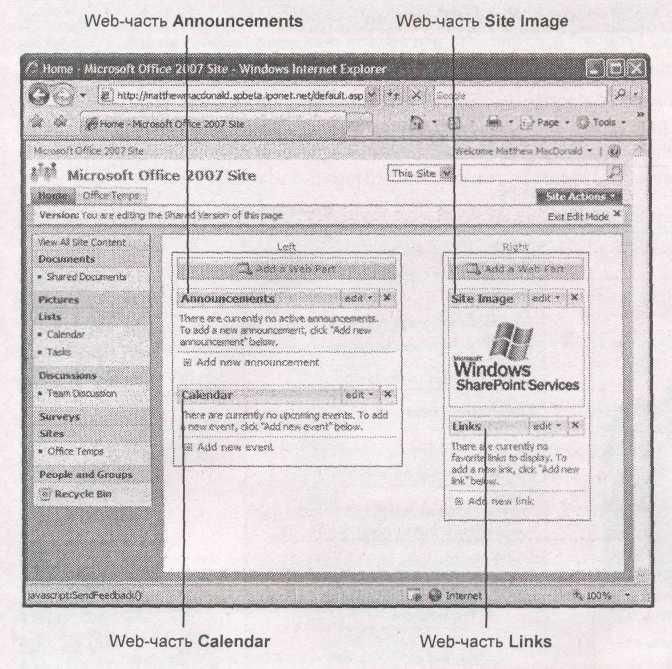 Web-часть Announcements
Web-часть Site Image
Home - Microsoft Office 2007 Site - Windows Internet Explorer
http://matthewmacdonald.spbeta.iponet.net/default.asp
Google
Home - Microsoft Office 2007 Site
Page
Tools
Microsoft Office 2007 Site
Welcome Matthew MacDonald
Microsoft Office 2007 Site
This Site
Home
Office Temps
Site Actions
Version: You are editing the Shared Version of this page
Exit Edit Mode
View All Site Content
Documents
Shared Documents
Pictures
Lists
Calendar
Tasks
Discussions
Team Discussion
Surveys
Sites
Office Temps
People and Groups
Recycle Bin
Left
Add a Web Part
Announcements edit
There are currently no active announcements.
To add a new announcement, click "Add new
announcement" below.
Add new announcement
Calendar edit
There are currently no upcoming events. To add
a new event, click "Add new event" below.
Add new event
Right
Add a Web Part
Site Image edit
Microsoft
Windows
SharePoint Services
Links edit
There are currently no
favorite links to display. To
add a new link, click "Add new
link" below.
Add new link
javascript:SendFeedback()
Internet
100%
Web-часть Calendar
Web-часть Links